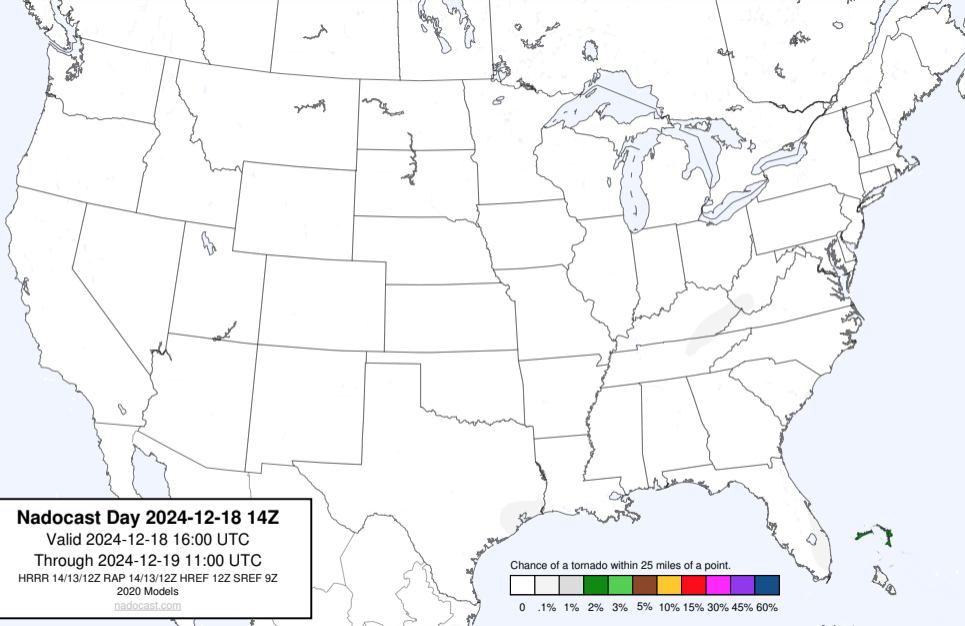 Nadocast Day 2024-12-18 14Z
Valid 2024-12-18 16:00 UTC
Through 2024-12-19 11:00 UTC
HRRR 14/13/12Z RAP 14/13/12Z HREF 12Z SREF 9Z
2020 Models
nadocast.com
Chance of a tornado within 25 miles of a point.
0 .1% 1% 2% 3% 5% 10% 15% 30% 45% 60%